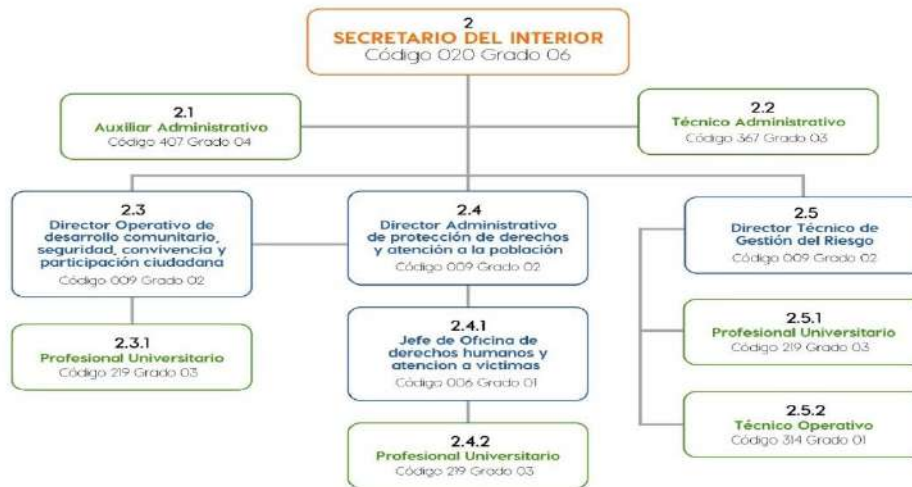 2
SECRETARIO DEL INTERIOR
Código 020 Grado 06
2.1
Auxiliar Administrativo
Código 407 Grado 04
2.2
Técnico Administrativo
Código 367 Grado 03
2.3
Director Operativo de
desarrollo comunitario,
seguridad, convivencia y
participación ciudadana
Código 009 Grado 02
2.4
Director Administrativo
de protección de derechos
y atención a la población
Código 009 Grado 02
2.5
Director Técnico de
Gestión del Riesgo
Código 009 Grado 02
2.3.1
Profesional Universitario
Código 219 Grado 03
2.4.1
Jefe de Oficina de
derechos humanos y
atencion a victimas
Código 006 Grado 01
2.5.1
Profesional Universitario
Código 219 Grado 03
2.4.2
Profesional Universitario
Código 219 Grado 03
2.5.2
Técnico Operativo
Código 314 Grado 01